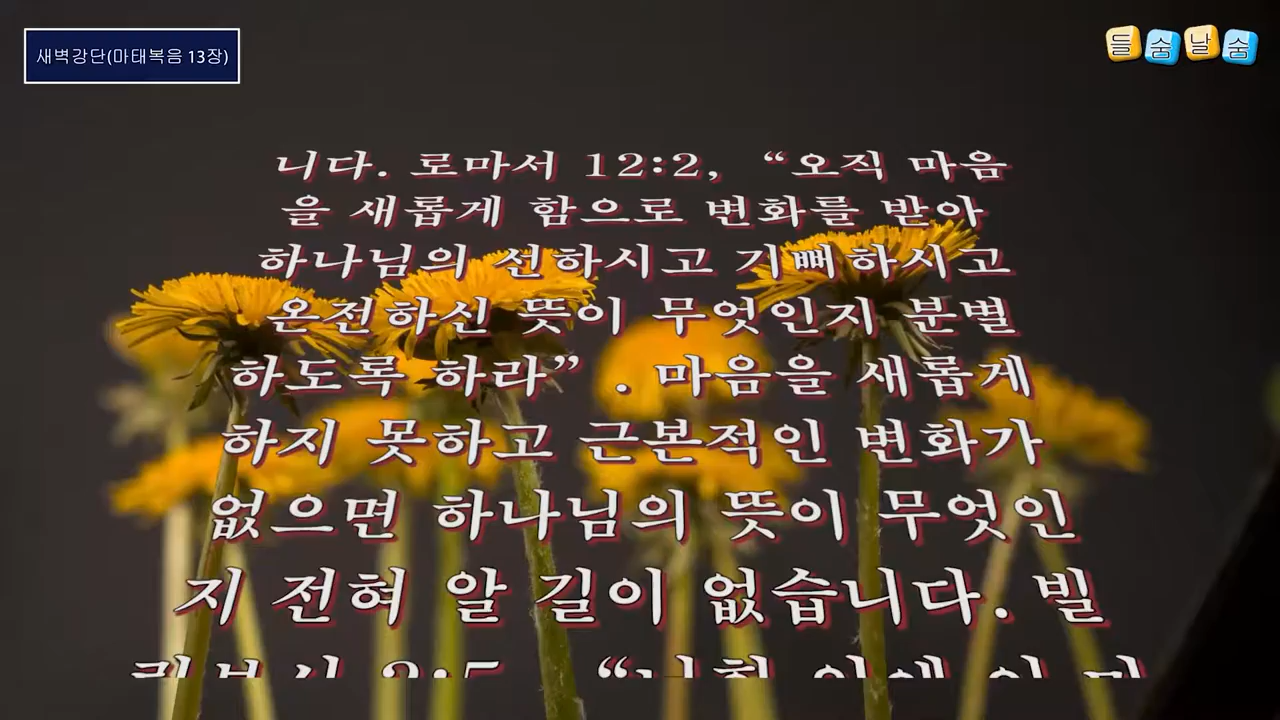 새벽강단(마태복음 13장)
들숨날숨
니다. 로마서 12:2, “오직 마음
을 새롭게 함으로 변화를 받아
하나님의 선하시고 기뻐하시고
온전하신 뜻이 무엇인지 분별
하도록 하라” . 마음을 새롭게
하지 못하고 근본적인 변화가
없으면 하나님의 뜻이 무엇인
지 전혀 알 길이 없습니다. 빌